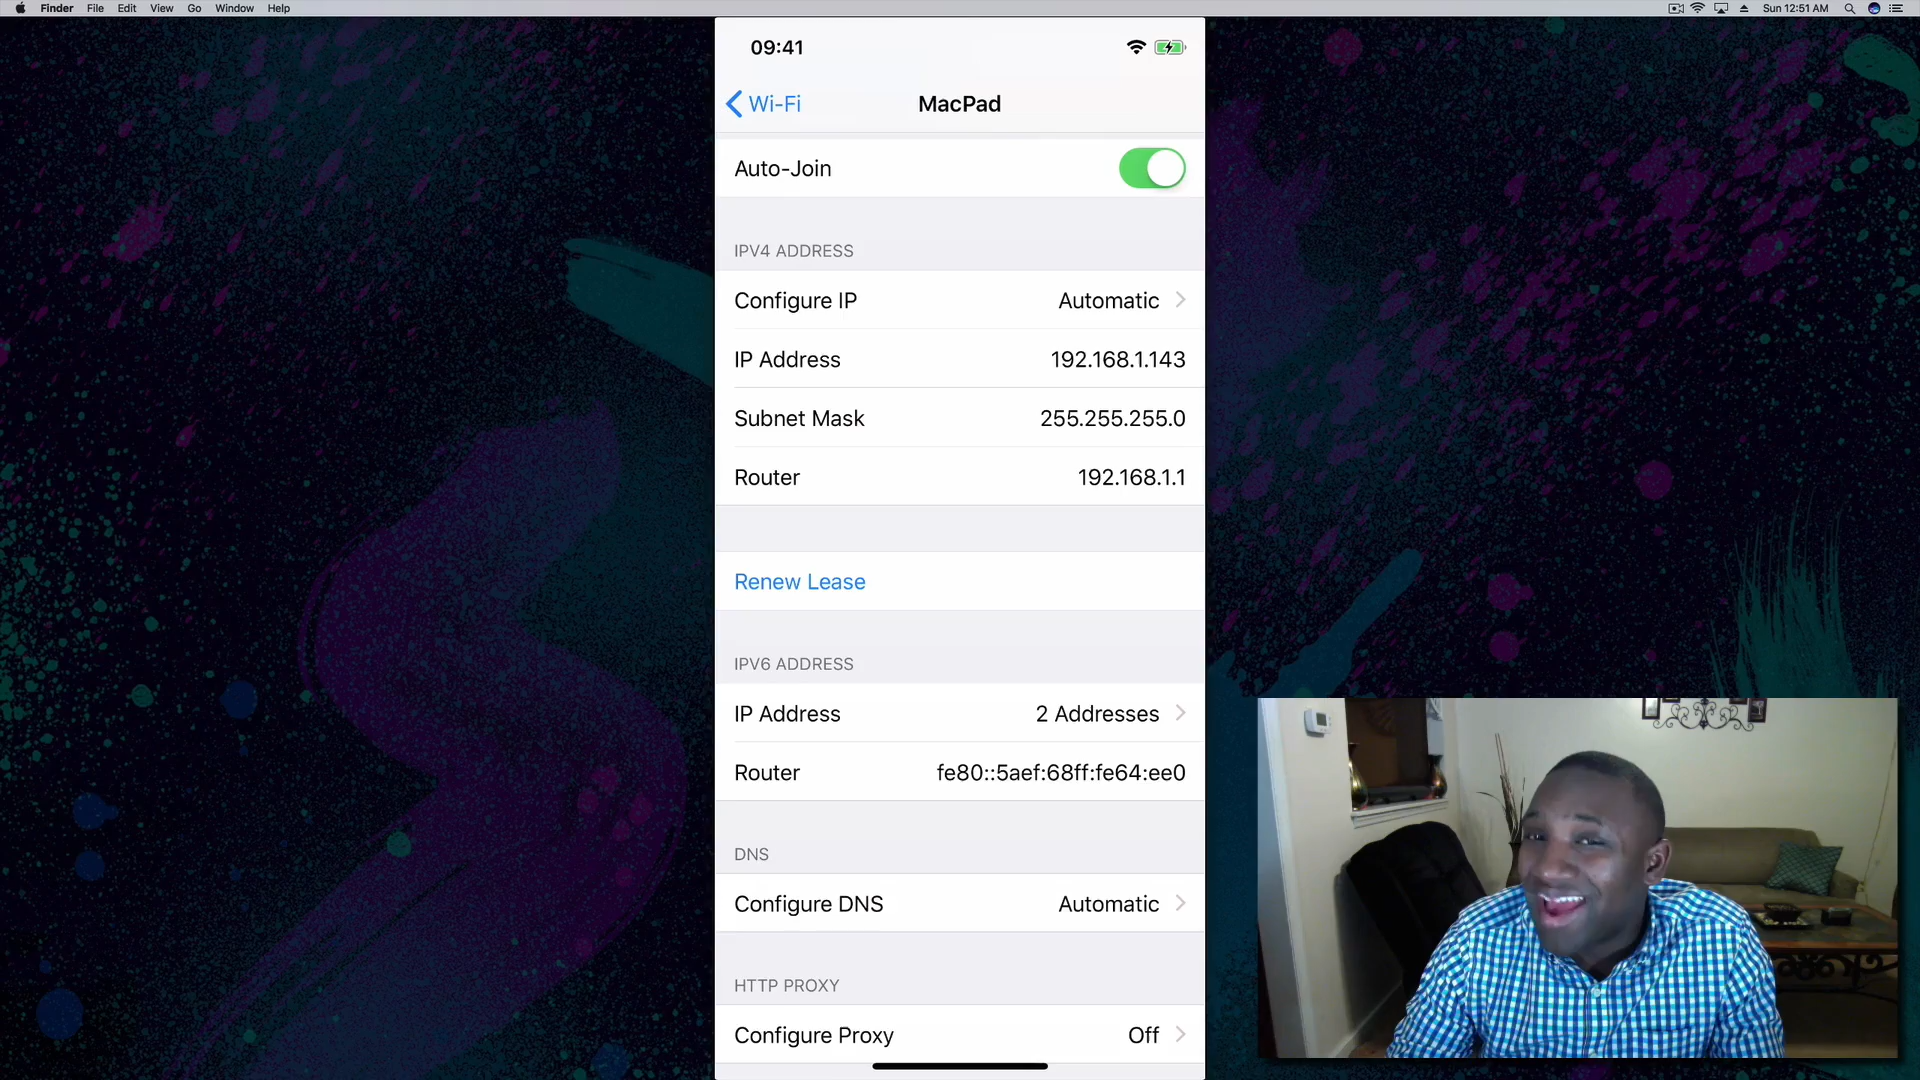 Finder File Edit View Go Window Help
Sun 12:51 AM
09:41
Wi-Fi MacPad
Auto-Join
IPV4 ADDRESS
Configure IP Automatic
IP Address 192.168.1.143
Subnet Mask 255.255.255.0
Router 192.168.1.1
Renew Lease
IPV6 ADDRESS
IP Address 2 Addresses
Router fe80::5aef:68ff:fe64:ee0
DNS
Configure DNS Automatic
HTTP PROXY
Configure Proxy Off